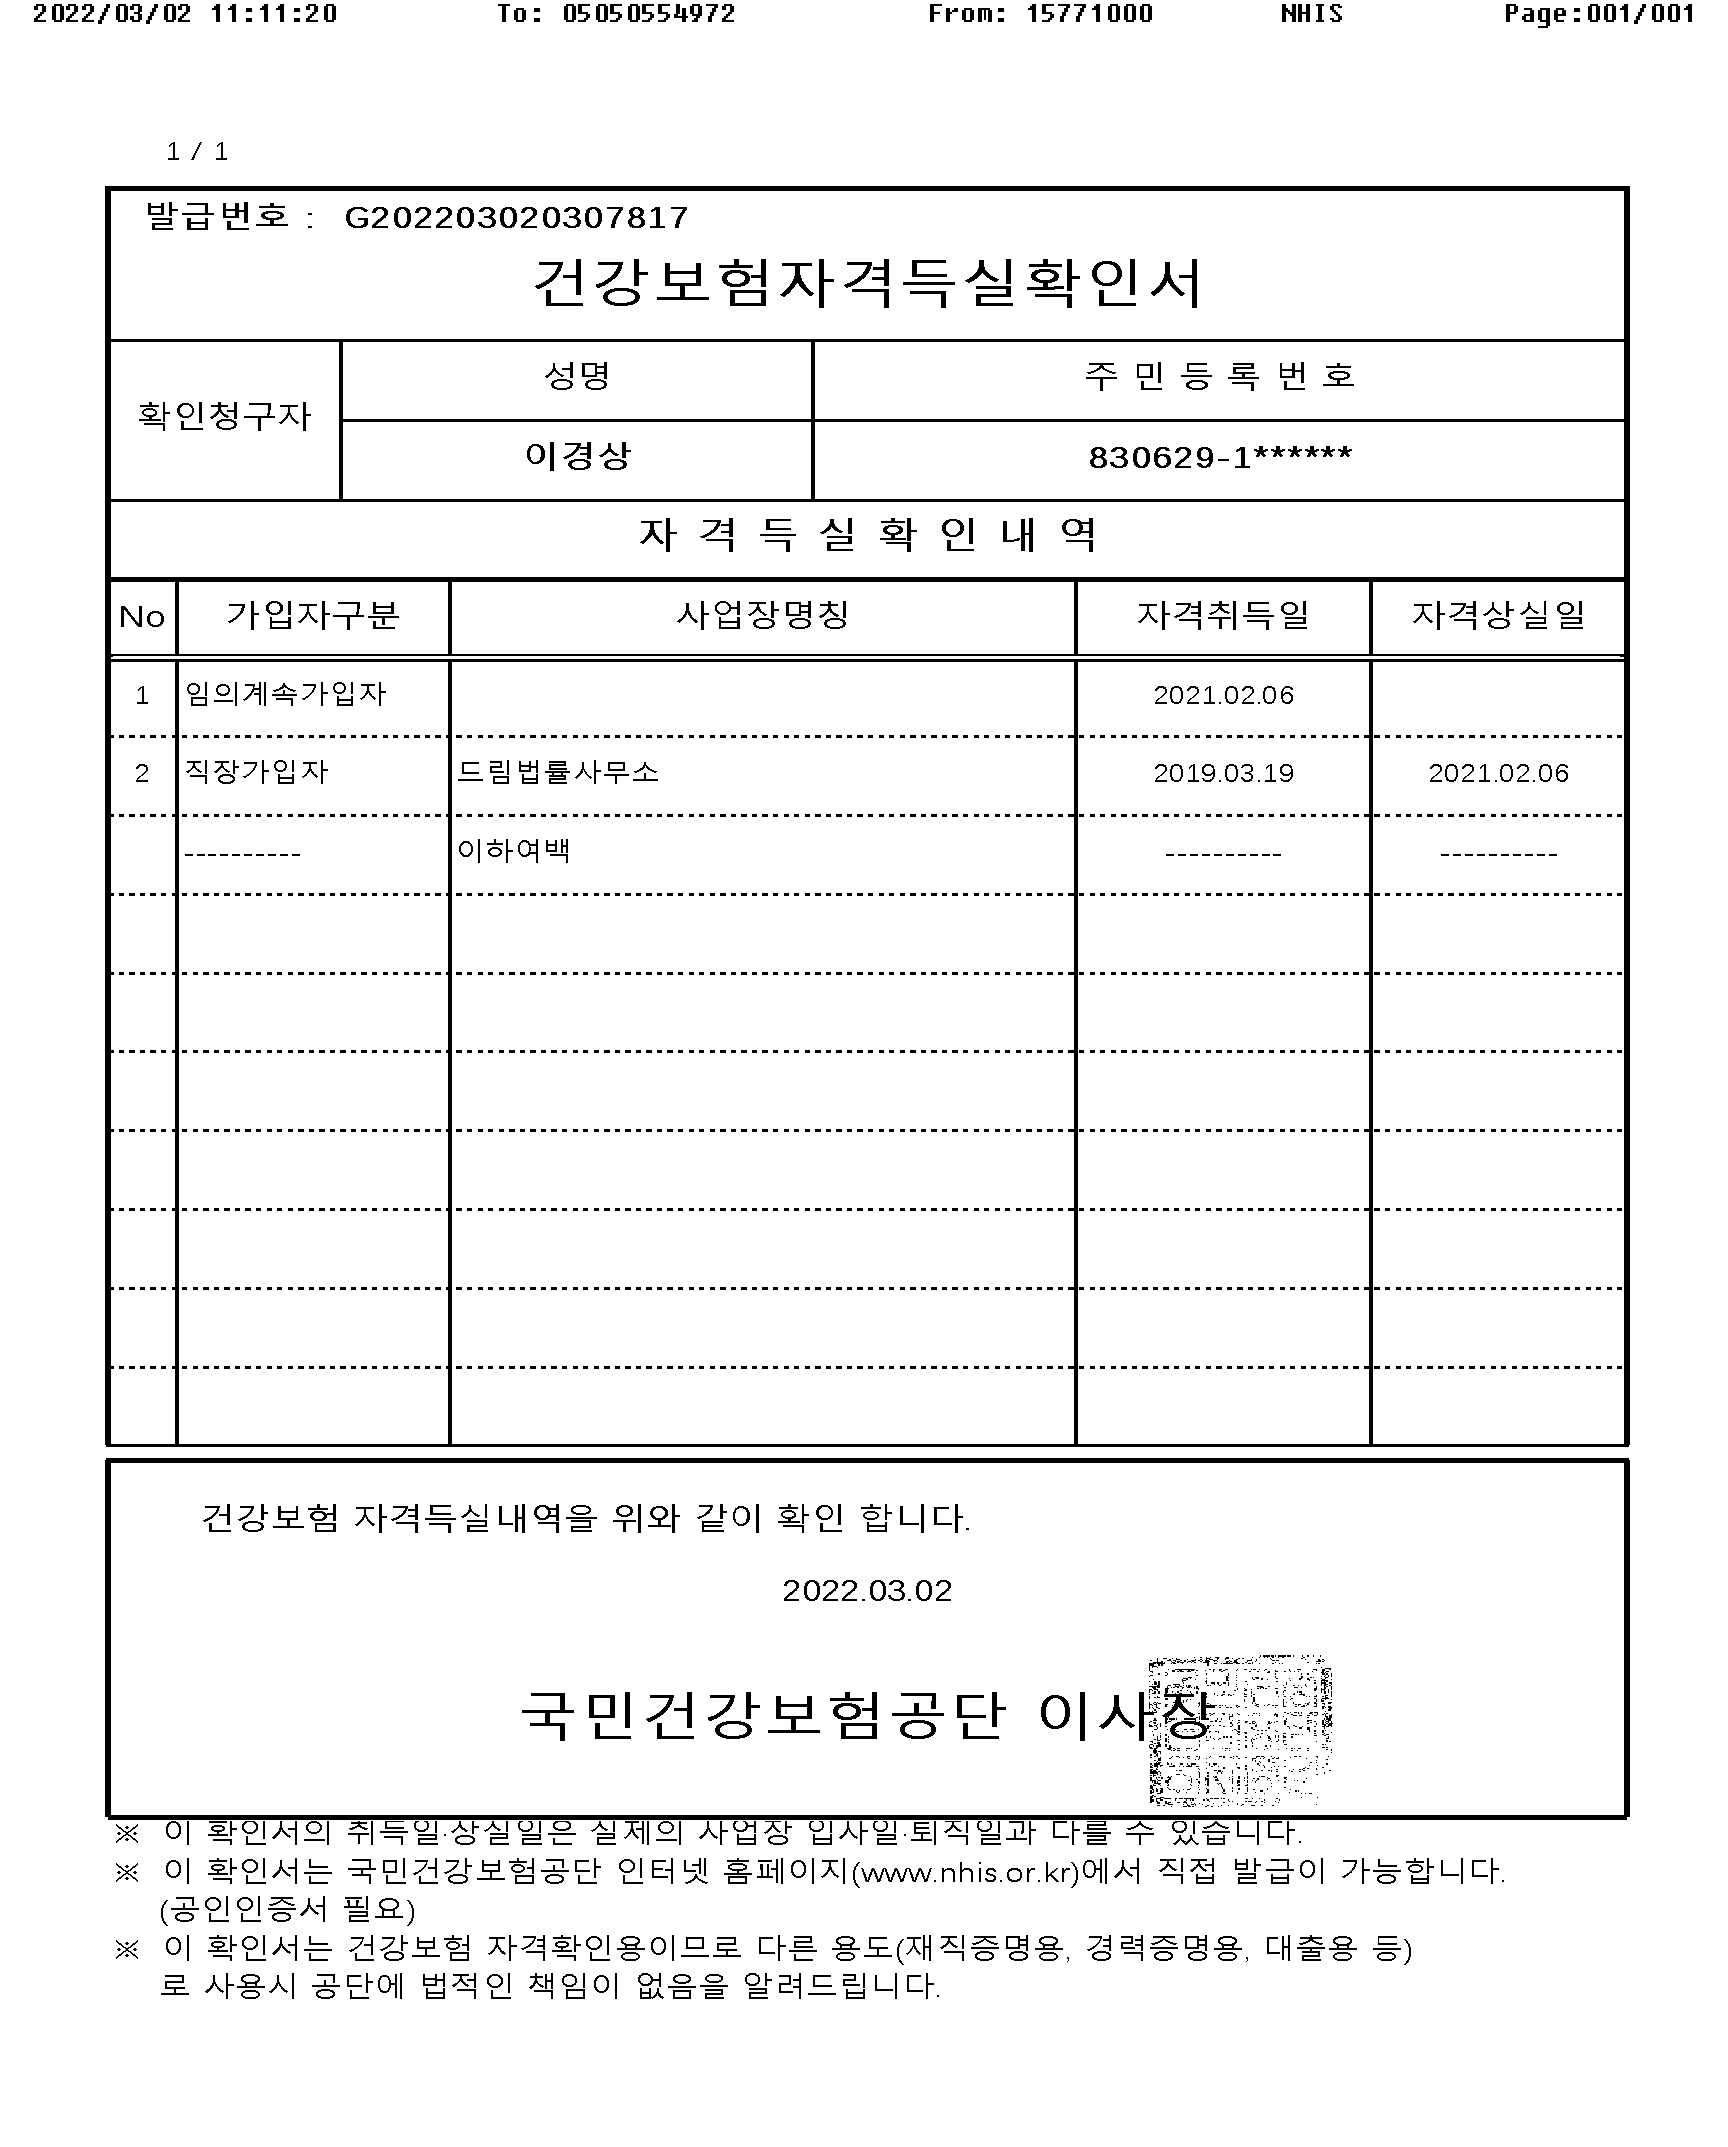 2022/03/02 11:11:20 To: 05050554972 From: 15771000 NHIS Page:001/001
1 / 1
발급번호 : G202203020307817
건강보험자격득실확인서
확인청구자 성명 주 민 등 록 번 호
이경상 830629-1******
자 격 득 실 확 인 내 역
No 가입자구분 사업장명칭 자격취득일 자격상실일
1 임의계속가입자 2021.02.06
2 직장가입자 드림법률사무소 2019.03.19 2021.02.06
---------- 이하여백 ---------- ----------
건강보험 자격득실내역을 위와 같이 확인 합니다.
2022.03.02
국민건강보험공단 이사장
※ 이 확인서의 취득일·상실일은 실제의 사업장 입사일·퇴직일과 다를 수 있습니다.
※ 이 확인서는 국민건강보험공단 인터넷 홈페이지(www.nhis.or.kr)에서 직접 발급이 가능합니다.
(공인인증서 필요)
※ 이 확인서는 건강보험 자격확인용이므로 다른 용도(재직증명용, 경력증명용, 대출용 등)
로 사용시 공단에 법적인 책임이 없음을 알려드립니다.